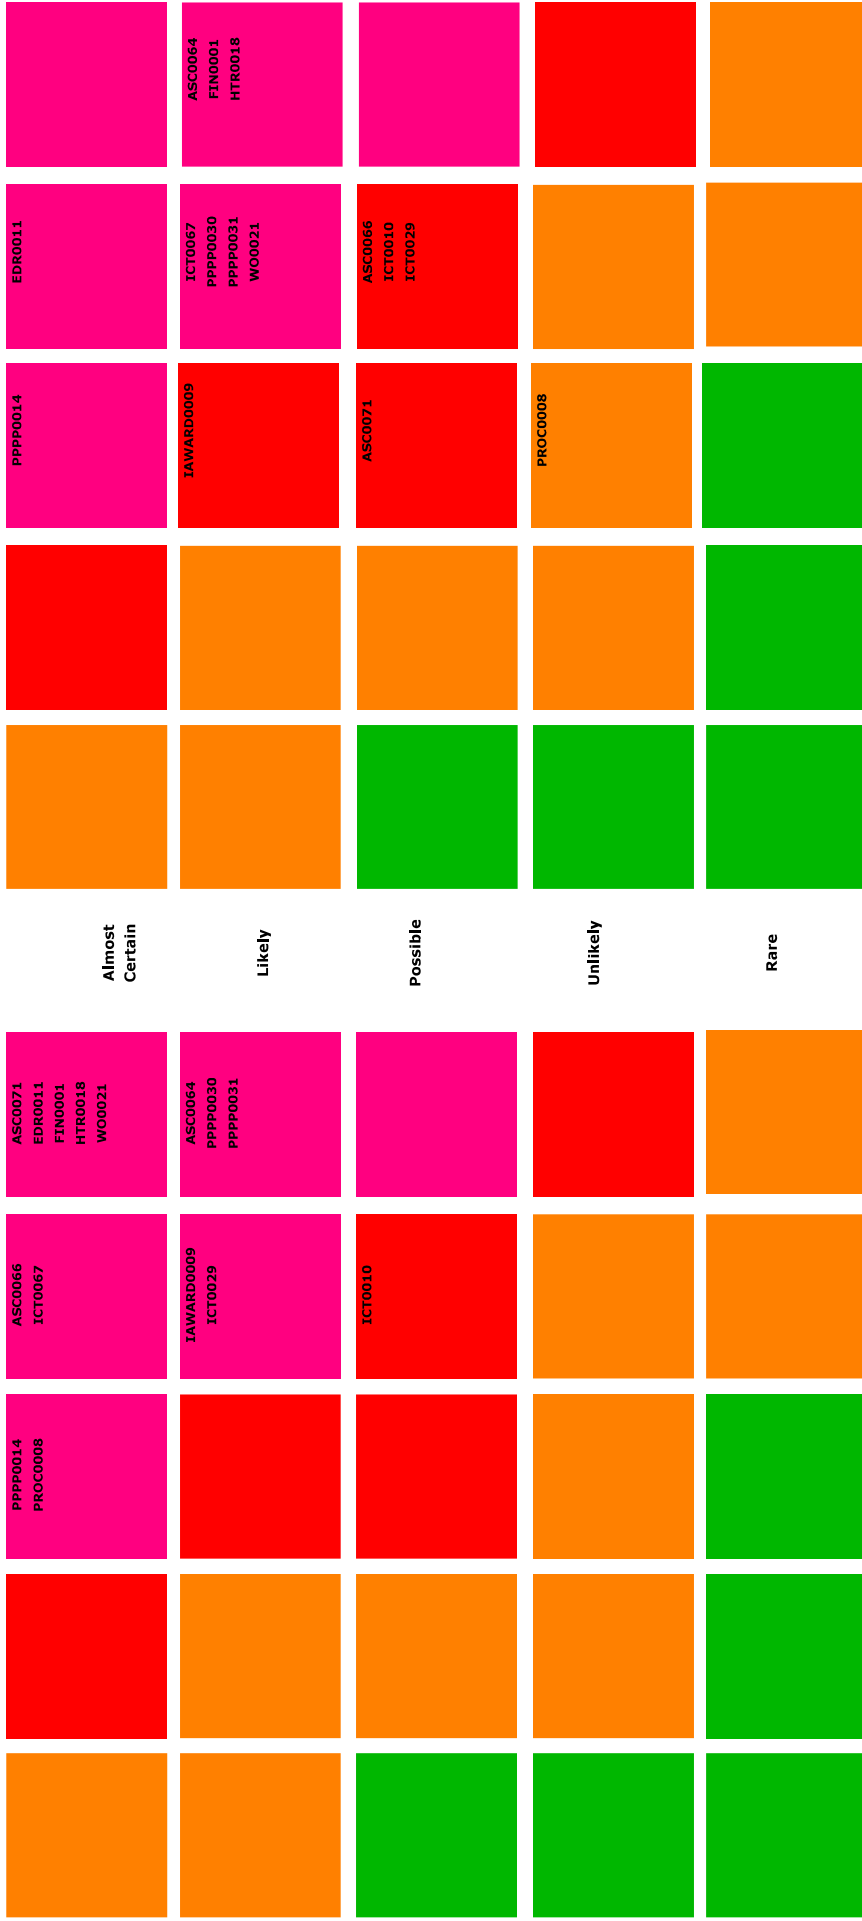 PPPP0014
PROC0008
ASC0066
ICT0067
ASC0071
EDR0011
FIN0001
HTR0018
WO0021
Almost
Certain
PPPP0014
EDR0011
IAWARD0009
ICT0029
ASC0064
PPPP0030
PPPP0031
Likely
IAWARD0009
ICT0067
PPPP0030
PPPP0031
WO0021
ASC0064
FIN0001
HTR0018
ICT0010
Possible
ASC0071
ASC0066
ICT0010
ICT0029
Unlikely
PROC0008
Rare